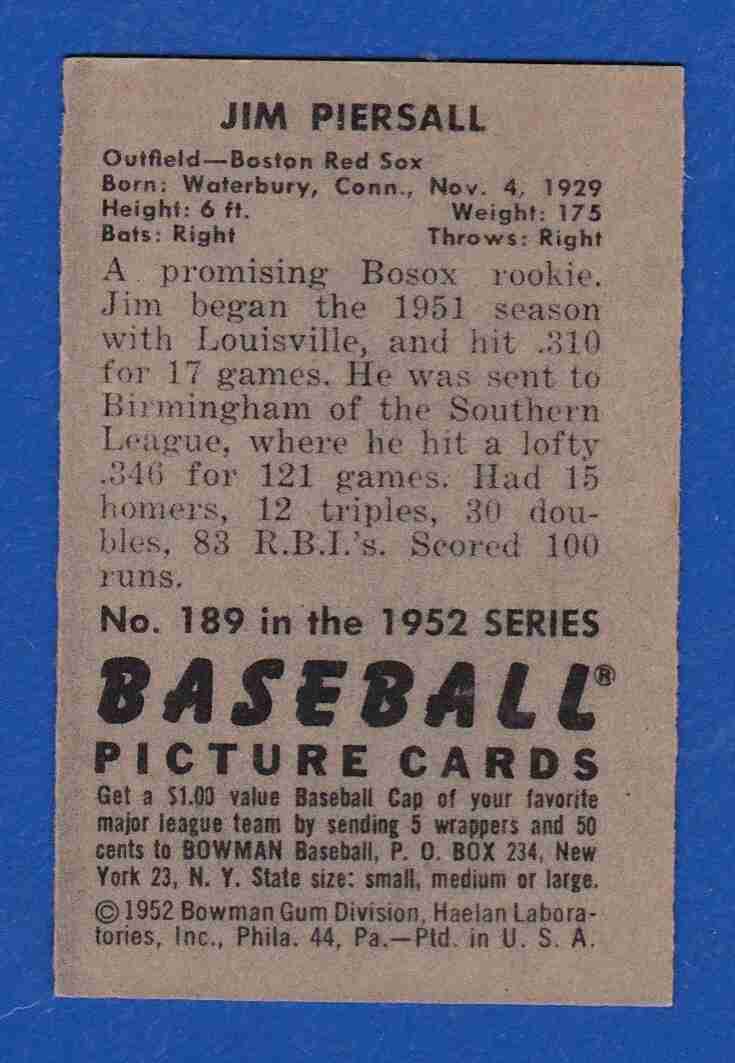 JIM PIERSALL
Outfield—Boston Red Sox
Born: Waterbury, Conn., Nov. 4, 1929
Height: 6 ft. Weight: 175
Bats: Right Throws: Right
A promising Bosox rookie.
Jim began the 1951 season
with Louisville, and hit .310
for 17 games. He was sent to
Birmingham of the Southern
League, where he hit a lofty
.346 for 121 games. Had 15
homers, 12 triples, 30 dou-
bles, 83 R.B.I.'s. Scored 100
runs.
No. 189 in the 1952 SERIES
BASEBALL®
PICTURE CARDS
Get a $1.00 value Baseball Cap of your favorite
major league team by sending 5 wrappers and 50
cents to BOWMAN Baseball, P. O. BOX 234, New
York 23, N. Y. State size: small, medium or large.
©1952 Bowman Gum Division, Haelan Labora-
tories, Inc., Phila. 44, Pa.—Ptd. in U. S. A.